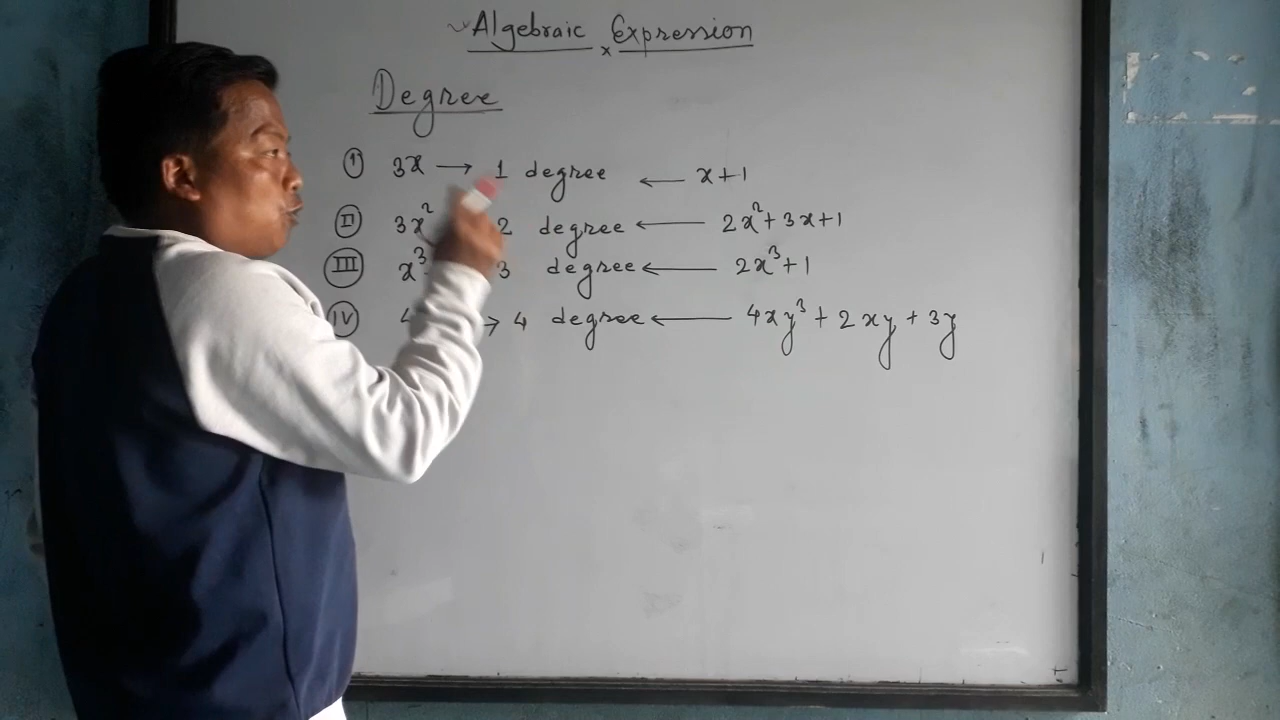 Algebraic Expression
Degree
(I) 3x → 1 degree ← x+1
(II) 3x² 2 degree ← 2x²+3x+1
(III) x³ 3 degree ← 2x³+1
(IV) 4 → 4 degree ← 4xy³+2xy+3y